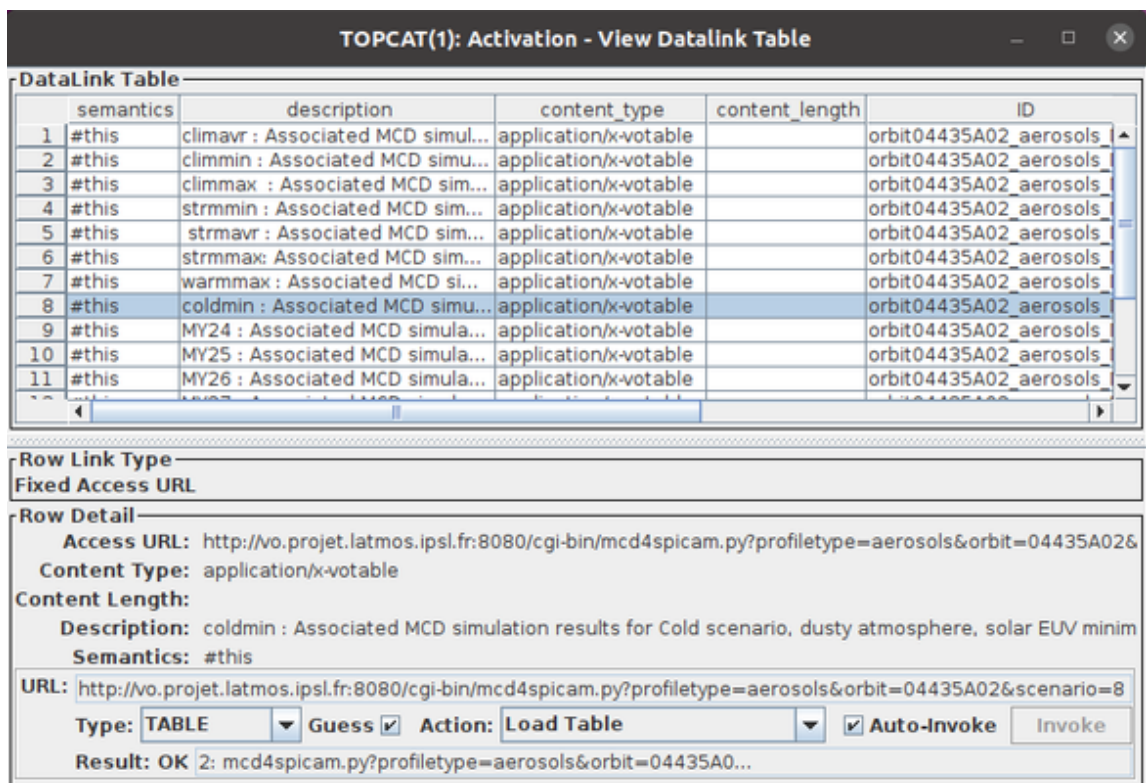 TOPCAT(1): Activation - View Datalink Table
DataLink Table
semantics description content_type content_length ID
1 #this climavr : Associated MCD simul... application/x-votable orbit04435A02_aerosols_
2 #this climmin : Associated MCD simu... application/x-votable orbit04435A02_aerosols_
3 #this climmax : Associated MCD sim... application/x-votable orbit04435A02_aerosols_
4 #this strmmin : Associated MCD sim... application/x-votable orbit04435A02_aerosols_
5 #this strmavr : Associated MCD sim... application/x-votable orbit04435A02_aerosols_
6 #this strmmax: Associated MCD sim... application/x-votable orbit04435A02_aerosols_
7 #this warmmax : Associated MCD si... application/x-votable orbit04435A02_aerosols_
8 #this coldmin : Associated MCD simu... application/x-votable orbit04435A02_aerosols_
9 #this MY24 : Associated MCD simula... application/x-votable orbit04435A02_aerosols_
10 #this MY25 : Associated MCD simula... application/x-votable orbit04435A02_aerosols_
11 #this MY26 : Associated MCD simula... application/x-votable orbit04435A02_aerosols_
Row Link Type
Fixed Access URL
Row Detail
Access URL: http://vo.projet.latmos.ipsl.fr:8080/cgi-bin/mcd4spicam.py?profiletype=aerosols&orbit=04435A02&
Content Type: application/x-votable
Content Length:
Description: coldmin : Associated MCD simulation results for Cold scenario, dusty atmosphere, solar EUV minim
Semantics: #this
URL: http://vo.projet.latmos.ipsl.fr:8080/cgi-bin/mcd4spicam.py?profiletype=aerosols&orbit=04435A02&scenario=8
Type: TABLE Guess Action: Load Table Auto-Invoke Invoke
Result: OK 2: mcd4spicam.py?profiletype=aerosols&orbit=04435A0...